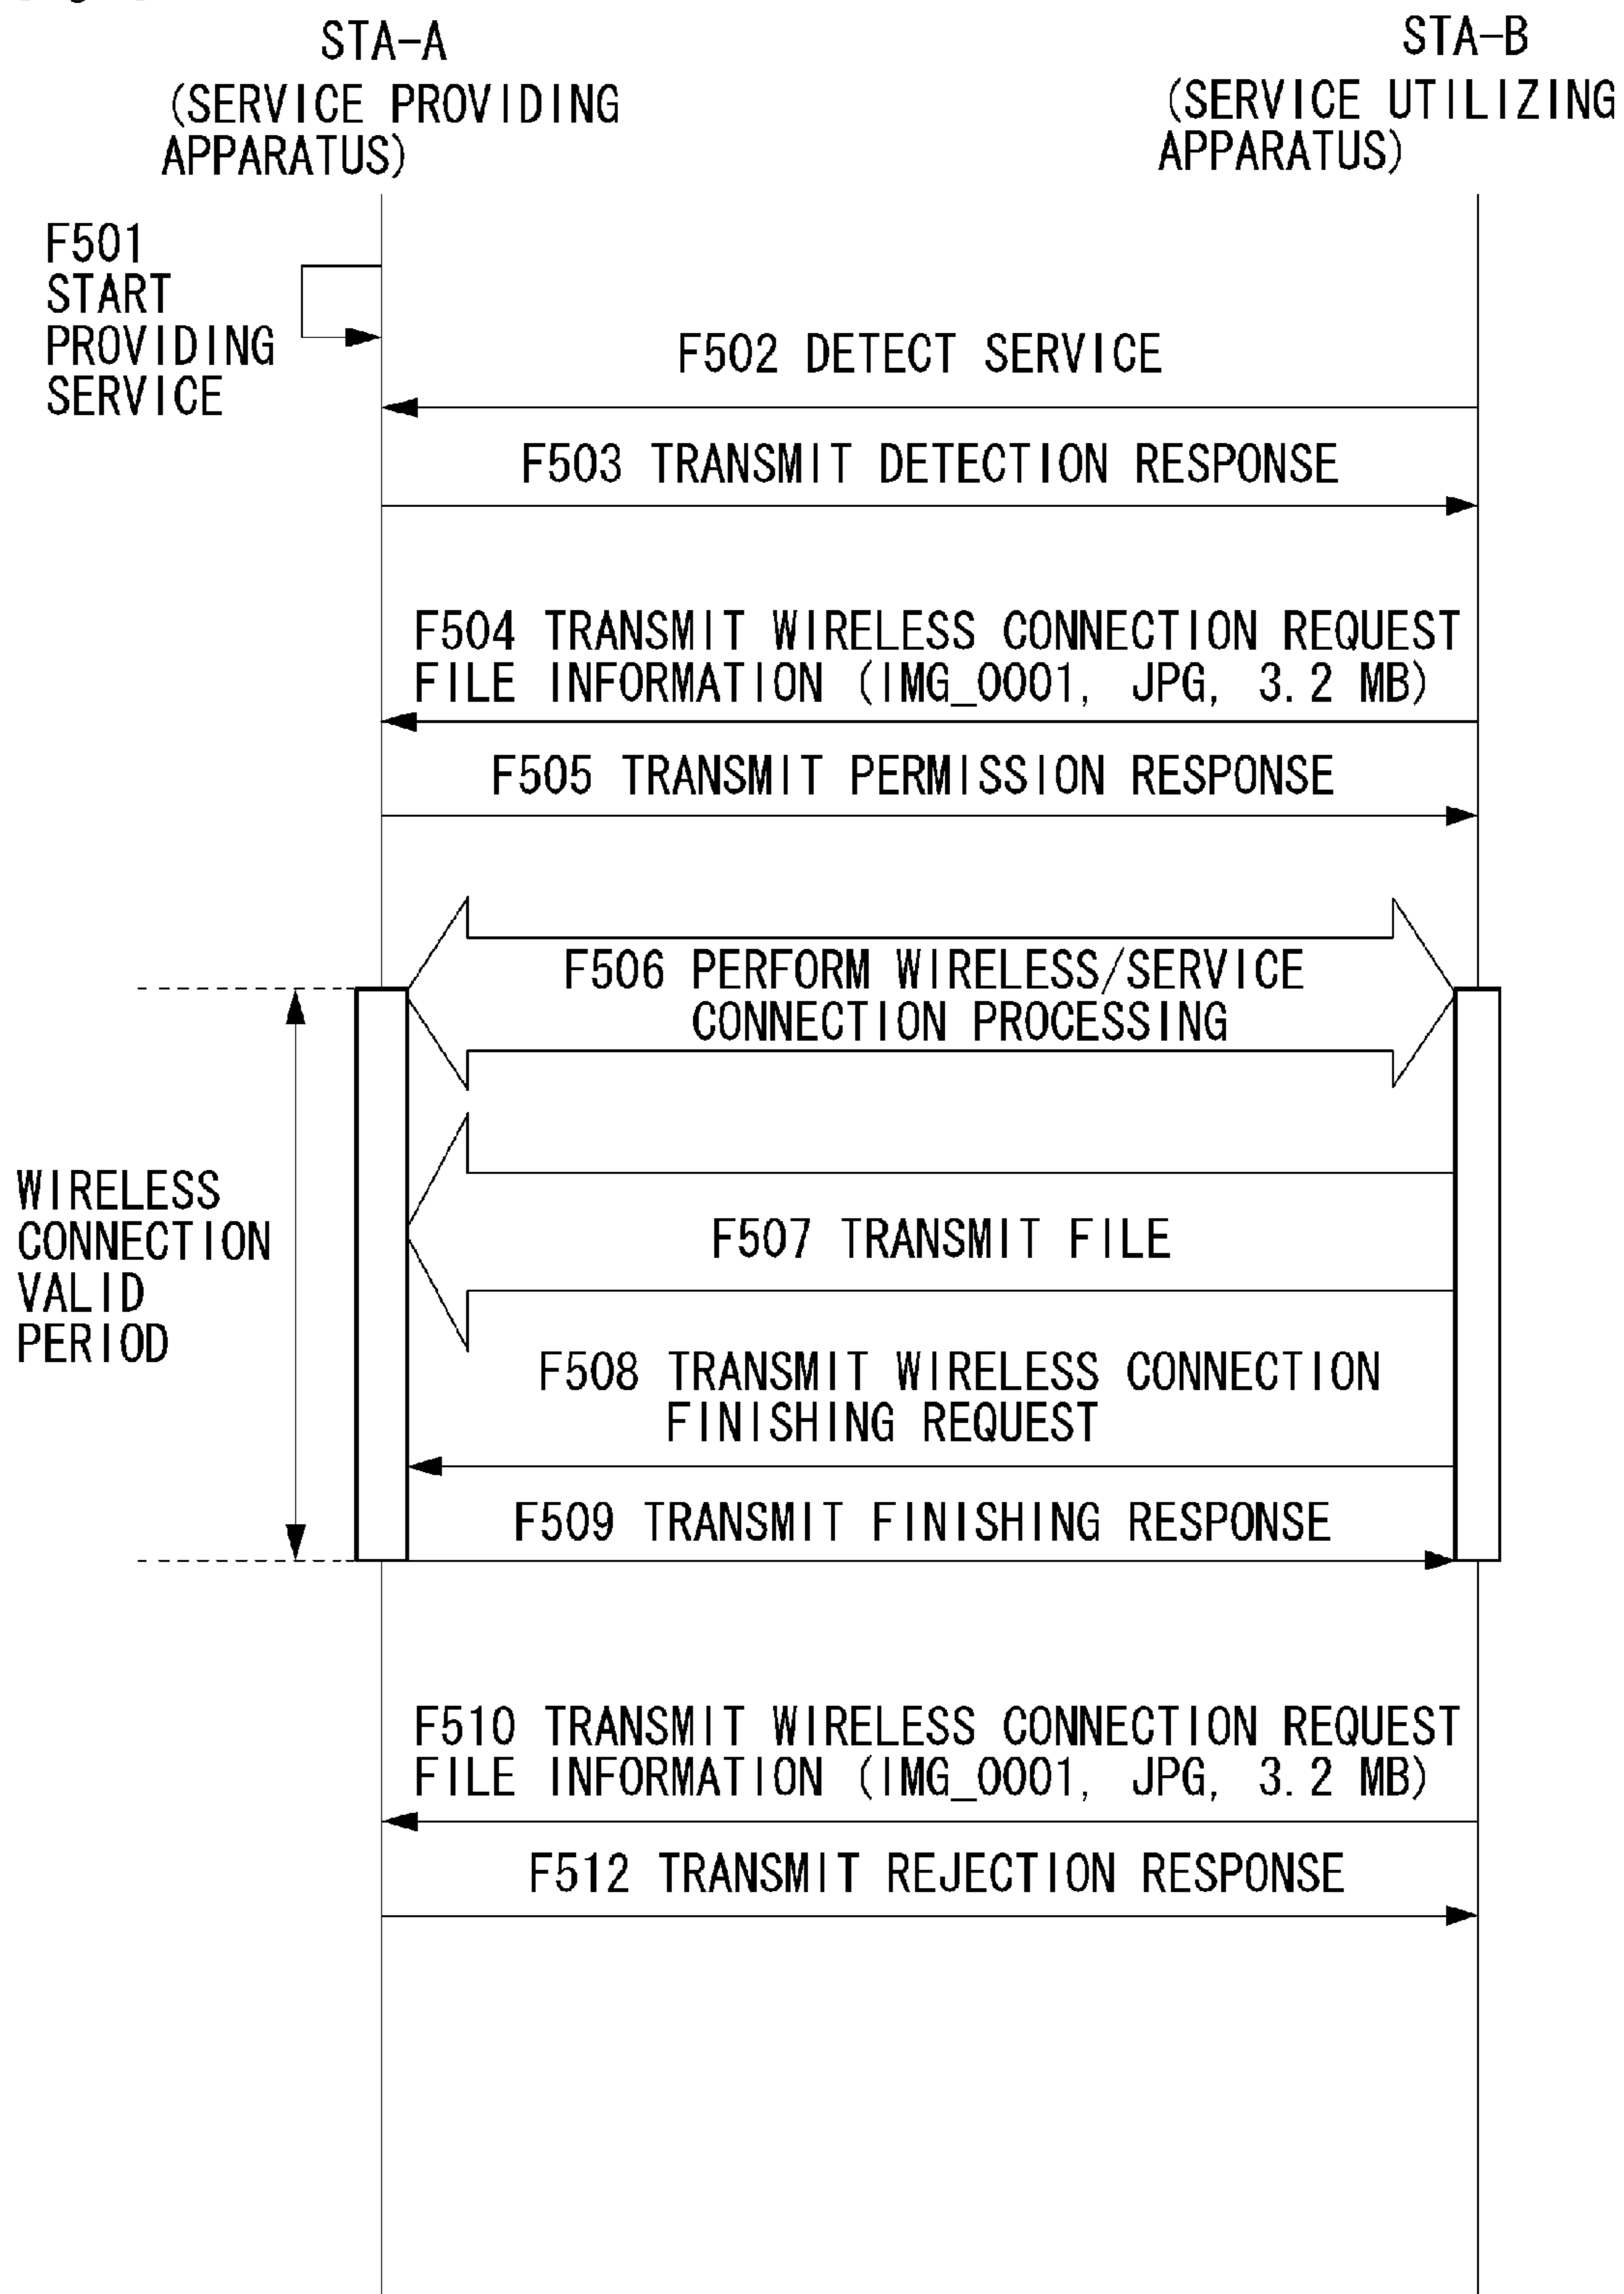 STA-A
(SERVICE PROVIDING
APPARATUS)
STA-B
(SERVICE UTILIZING
APPARATUS)
F501
START
PROVIDING
SERVICE
F502 DETECT SERVICE
F503 TRANSMIT DETECTION RESPONSE
F504 TRANSMIT WIRELESS CONNECTION REQUEST
FILE INFORMATION (IMG_0001, JPG, 3.2 MB)
F505 TRANSMIT PERMISSION RESPONSE
F506 PERFORM WIRELESS/SERVICE
CONNECTION PROCESSING
WIRELESS
CONNECTION
VALID
PERIOD
F507 TRANSMIT FILE
F508 TRANSMIT WIRELESS CONNECTION
FINISHING REQUEST
F509 TRANSMIT FINISHING RESPONSE
F510 TRANSMIT WIRELESS CONNECTION REQUEST
FILE INFORMATION (IMG_0001, JPG, 3.2 MB)
F512 TRANSMIT REJECTION RESPONSE